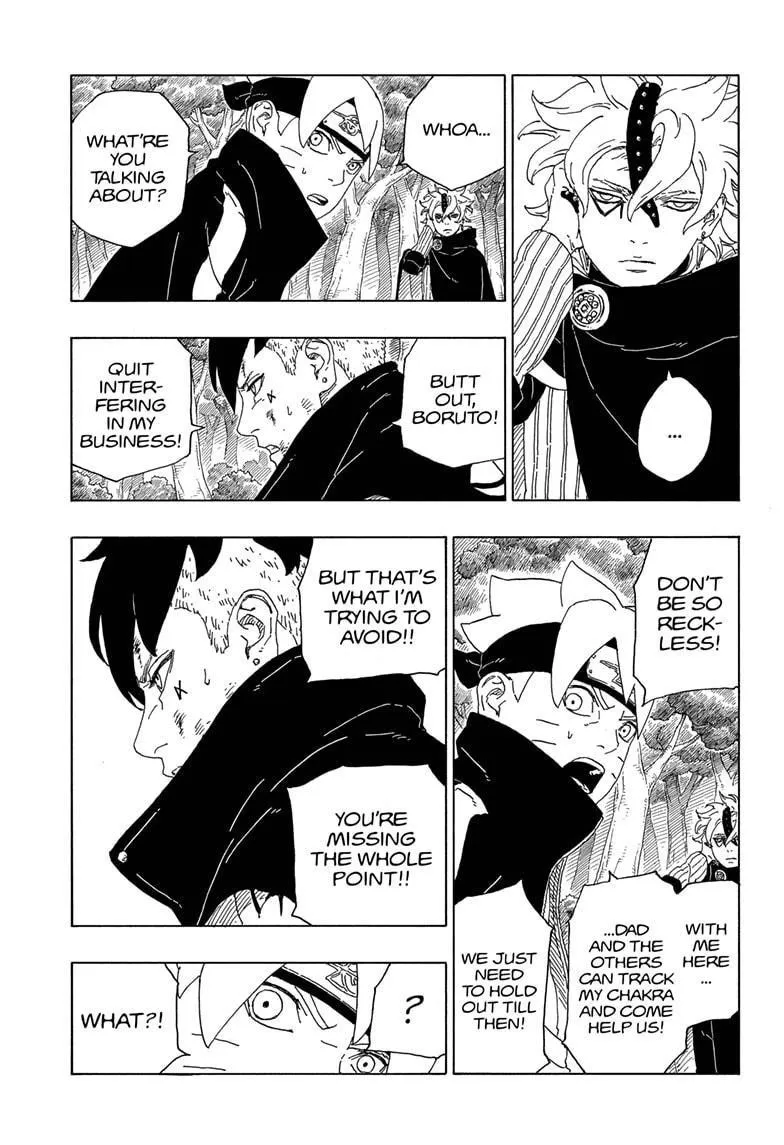 ...
WHOA...
WHAT'RE
YOU
TALKING
ABOUT?
BUTT
OUT,
BORUTO!
QUIT
INTER-
FERING
IN MY
BUSINESS!
DON'T
BE SO
RECK-
LESS!
WITH
ME
HERE
...
...DAD
AND THE
OTHERS
CAN TRACK
MY CHAKRA
AND COME
HELP US!
WE JUST
NEED
TO HOLD
OUT TILL
THEN!
BUT THAT'S
WHAT I'M
TRYING TO
AVOID!!
YOU'RE
MISSING
THE WHOLE
POINT!!
?
WHAT?!